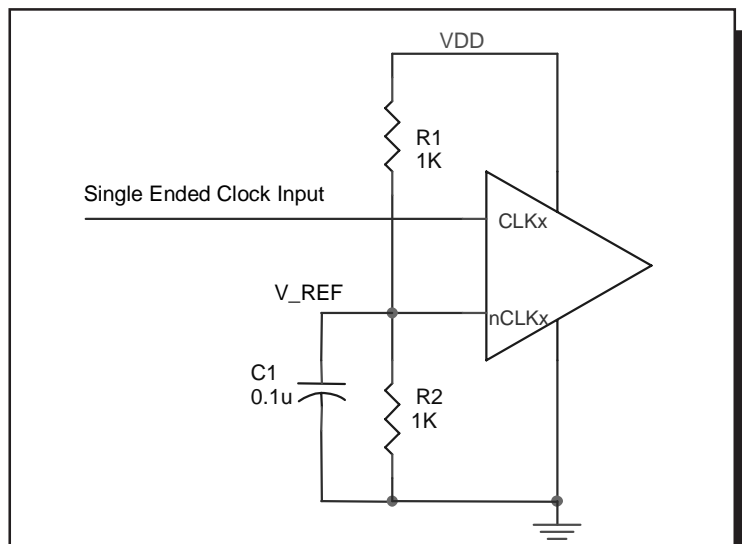 VDD
R1
1K
Single Ended Clock Input
CLKx
V_REF
nCLKx
C1
0.1u
R2
1K